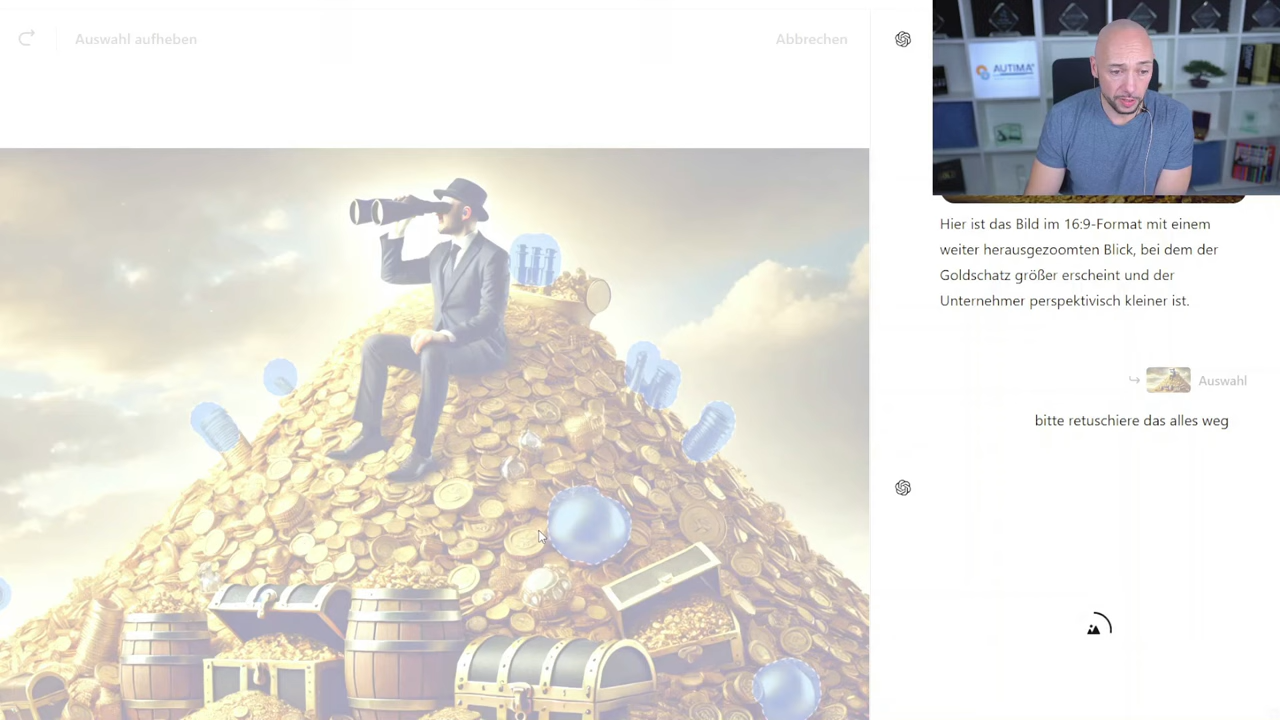 Auswahl aufheben
Abbrechen
AUTIMA
Hier ist das Bild im 16:9-Format mit einem
weiter herausgezoomten Blick, bei dem der
Goldschatz größer erscheint und der
Unternehmer perspektivisch kleiner ist.
Auswahl
bitte retuschiere das alles weg